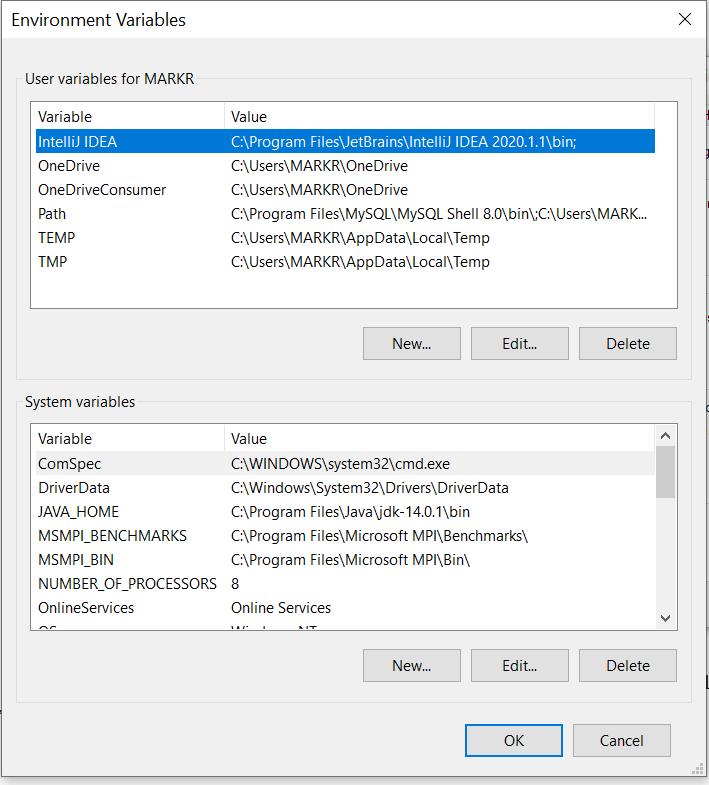 Environment Variables
User variables for MARKR
Variable Value
IntelliJ IDEA C:\Program Files\JetBrains\IntelliJ IDEA 2020.1.1\bin;
OneDrive C:\Users\MARKR\OneDrive
OneDriveConsumer C:\Users\MARKR\OneDrive
Path C:\Program Files\MySQL\MySQL Shell 8.0\bin\;C:\Users\MARK...
TEMP C:\Users\MARKR\AppData\Local\Temp
TMP C:\Users\MARKR\AppData\Local\Temp
New... Edit... Delete
System variables
Variable Value
ComSpec C:\WINDOWS\system32\cmd.exe
DriverData C:\Windows\System32\Drivers\DriverData
JAVA_HOME C:\Program Files\Java\jdk-14.0.1\bin
MSMPI_BENCHMARKS C:\Program Files\Microsoft MPI\Benchmarks\
MSMPI_BIN C:\Program Files\Microsoft MPI\Bin\
NUMBER_OF_PROCESSORS 8
OnlineServices Online Services
New... Edit... Delete
OK Cancel